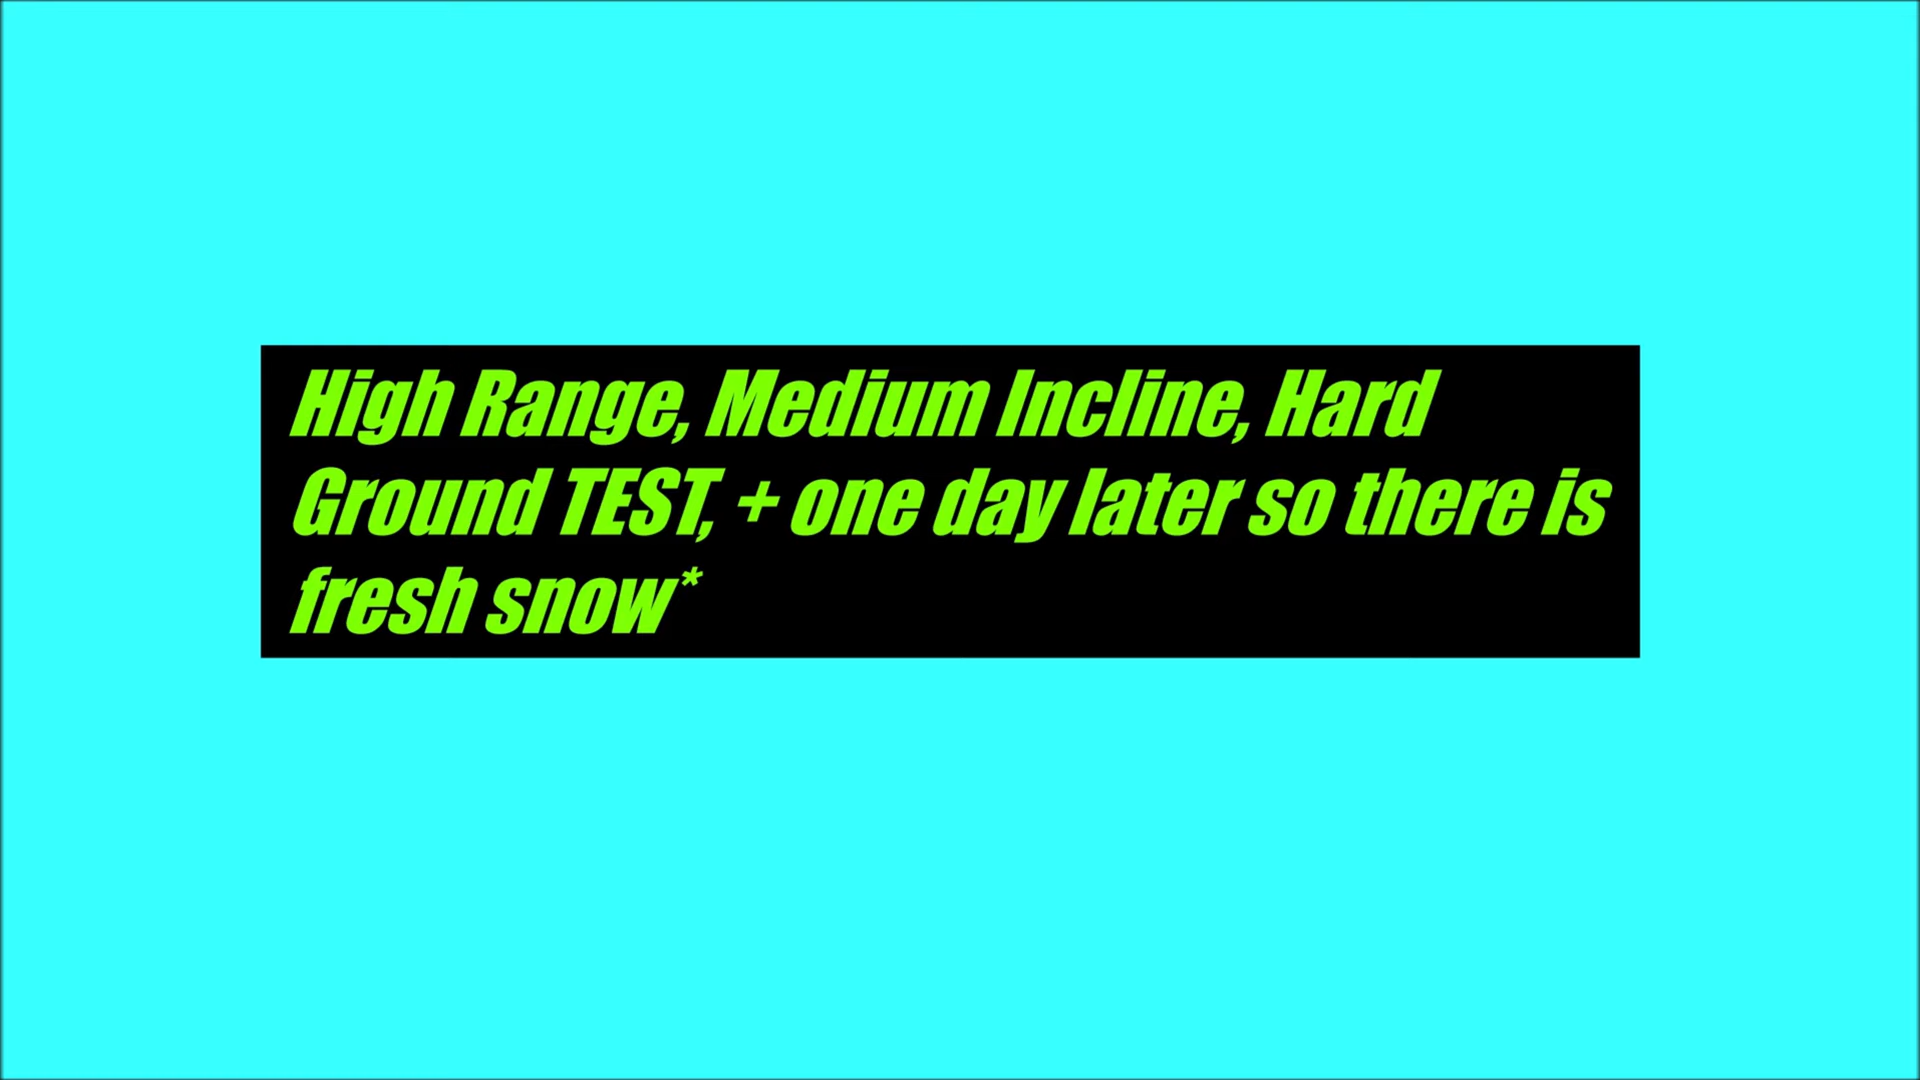 High Range, Medium Incline, Hard
Ground TEST, + one day later so there is
fresh snow*